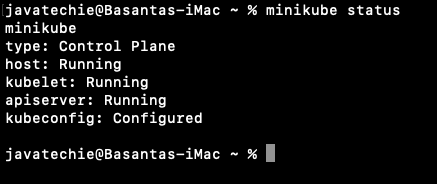 javatechie@Basantas-iMac ~ % minikube status
minikube
type: Control Plane
host: Running
kubelet: Running
apiserver: Running
kubeconfig: Configured
javatechie@Basantas-iMac ~ %